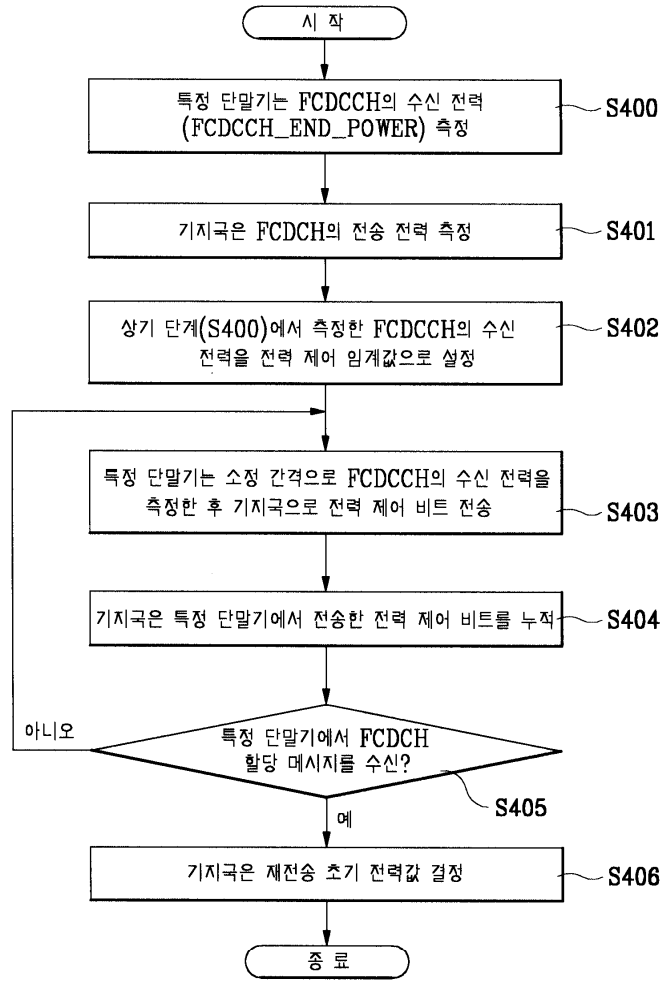 시 작
특정 단말기는 FCDCCH의 수신 전력
(FCDCCH_END_POWER) 측정
S400
기지국은 FCDCH의 전송 전력 측정
S401
상기 단계(S400)에서 측정한 FCDCCH의 수신
전력을 전력 제어 임계값으로 설정
S402
특정 단말기는 소정 간격으로 FCDCCH의 수신 전력을
측정한 후 기지국으로 전력 제어 비트 전송
S403
기지국은 특정 단말기에서 전송한 전력 제어 비트를 누적
S404
아니오
특정 단말기에서 FCDCH
할당 메시지를 수신?
S405
예
기지국은 재전송 초기 전력값 결정
S406
종 료